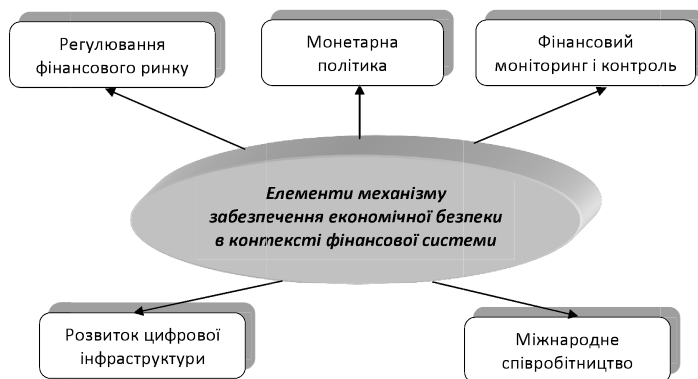 Регулювання
фінансового ринку
Монетарна
політика
Фінансовий
моніторинг і контроль
Елементи механізму
забезпечення економічної безпеки
в контексті фінансової системи
Розвиток цифрової
інфраструктури
Міжнародне
співробітництво